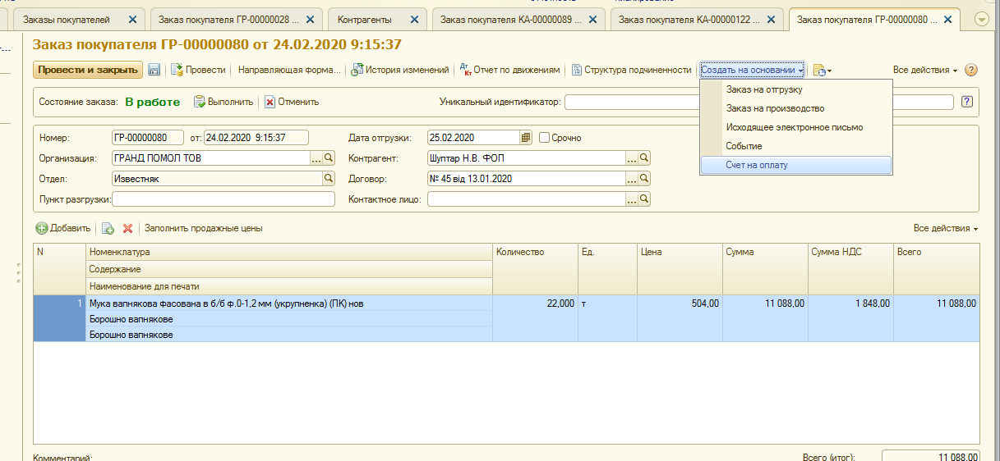 Заказы покупателей
Заказ покупателя ГР-00000028 ...
Контрагенты
Заказ покупателя КА-00000089 ...
Заказ покупателя КА-00000122 ...
Заказ покупателя ГР-00000080 ...
Заказ покупателя ГР-00000080 от 24.02.2020 9:15:37
Провести и закрыть Провести Направляющая форма... История изменений Дт Кт Отчет по движениям Структура подчиненности Создать на основании Все действия
Заказ на отгрузку
Заказ на производство
Исходящее электронное письмо
Событие
Счет на оплату
Состояние заказа: В работе Выполнить Отменить Уникальный идентификатор: ?
Номер: ГР-00000080 от: 24.02.2020 9:15:37 Дата отгрузки: 25.02.2020 Срочно
Организация: ГРАНД ПОМОЛ ТОВ ... Контрагент: Шуптар Н.В. ФОП ...
Отдел: Известняк Договор: № 45 від 13.01.2020 ...
Пункт разгрузки: Контактное лицо: ...
Добавить Заполнить продажные цены Все действия
N Номенклатура Количество Ед. Цена Сумма Сумма НДС Всего
Содержание
Наименование для печати
1 Мука вапнякова фасована в б/б ф.0-1,2 мм (укрупненка) (ПК) нов 22,000 т 504,00 11 088,00 1 848,00 11 088,00
Борошно вапнякове
Борошно вапнякове
Комментарий: Всего (итог): 11 088,00